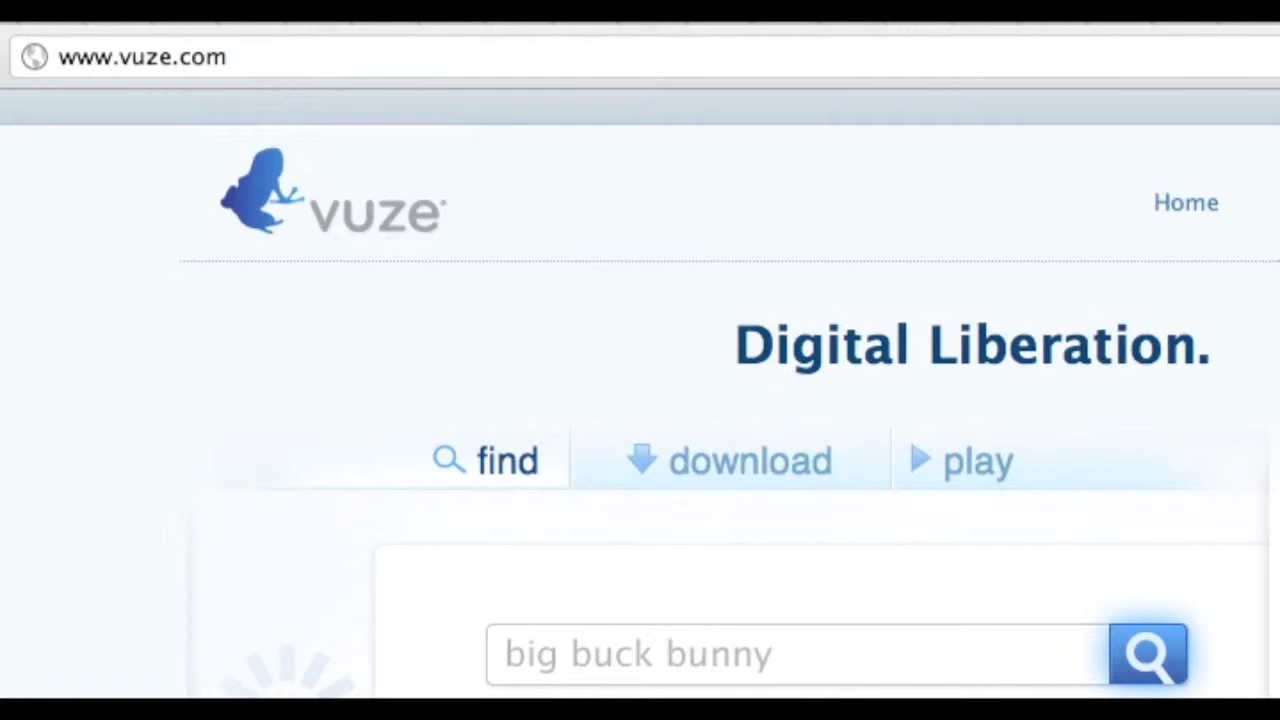 www.vuze.com
vuze
Home
Digital Liberation.
find download play
big buck bunny